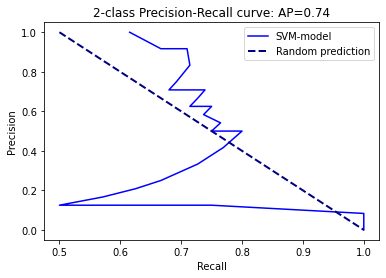 2-class Precision-Recall curve: AP=0.74
SVM-model
Random prediction
Precision
1.0
0.8
0.6
0.4
0.2
0.0
0.5
0.6
0.7
0.8
0.9
1.0
Recall